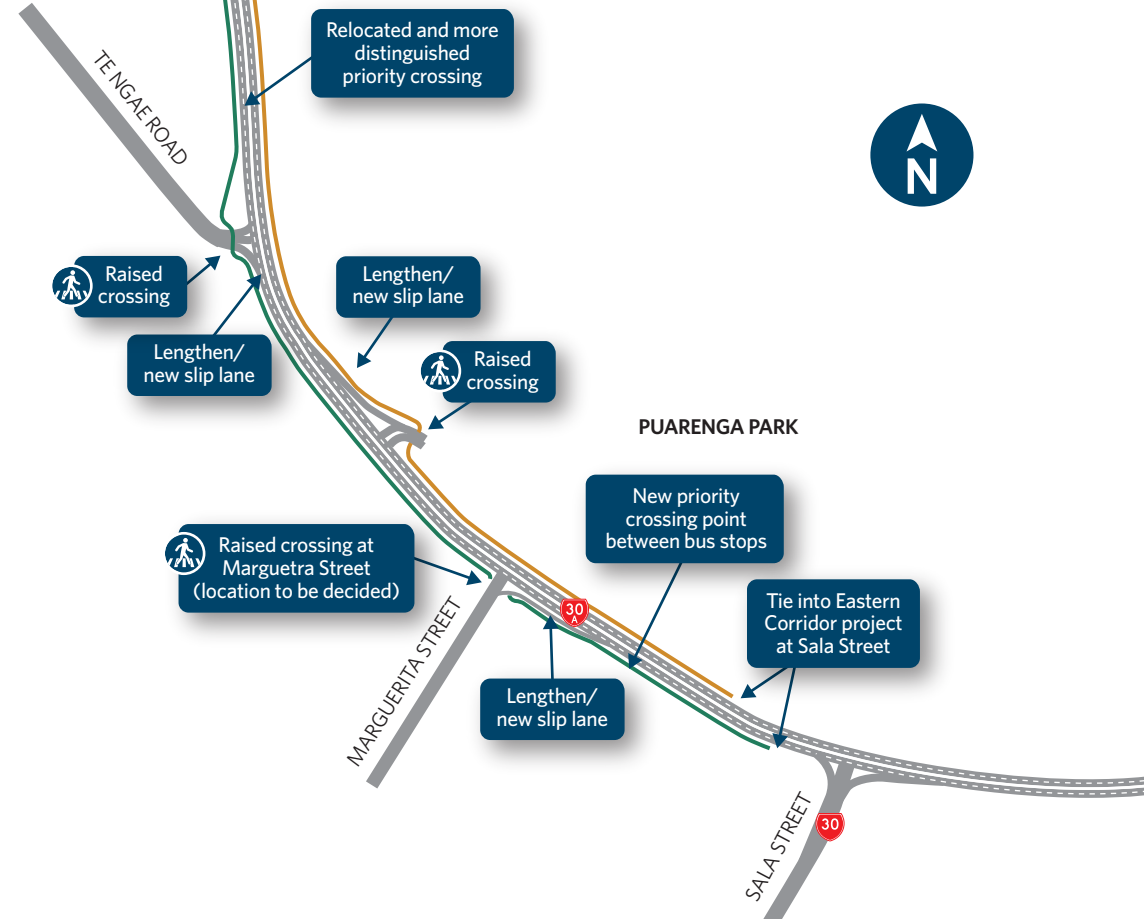 Relocated and more
distinguished
priority crossing
TE NGAE ROAD
N
Raised
crossing
Lengthen/
new slip lane
Lengthen/
new slip lane
Raised
crossing
PUARENGA PARK
New priority
crossing point
between bus stops
Raised crossing at
Marguetra Street
(location to be decided)
30
A
Tie into Eastern
Corridor project
at Sala Street
MARGUERITA STREET
Lengthen/
new slip lane
SALA STREET
30